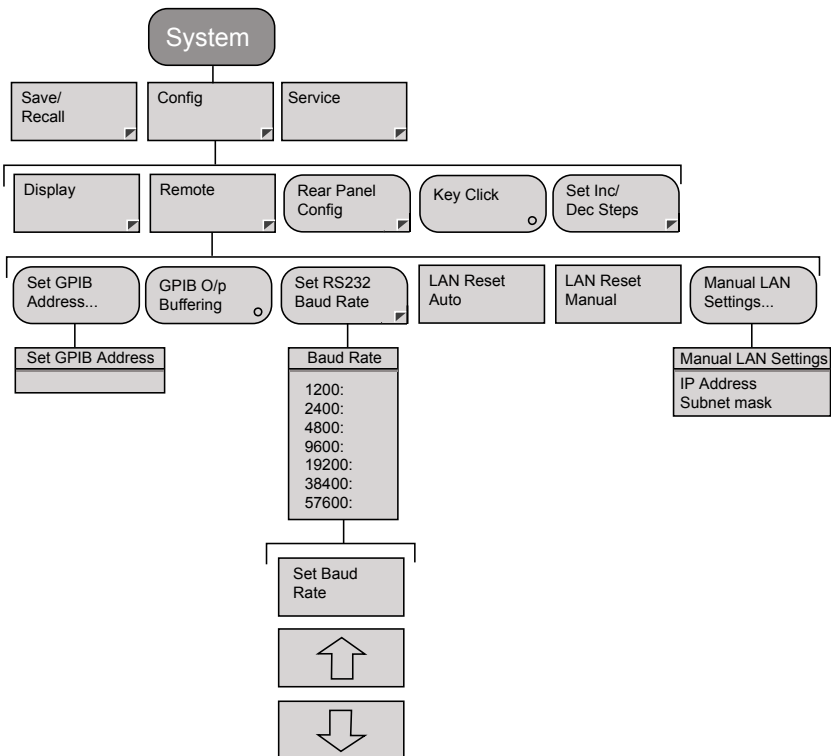 System
Save/
Recall
Config
Service
Display
Remote
Rear Panel
Config
Key Click
Set Inc/
Dec Steps
Set GPIB
Address...
GPIB O/p
Buffering
Set RS232
Baud Rate
LAN Reset
Auto
LAN Reset
Manual
Manual LAN
Settings...
Set GPIB Address
Baud Rate
1200:
2400:
4800:
9600:
19200:
38400:
57600:
Manual LAN Settings
IP Address
Subnet mask
Set Baud
Rate